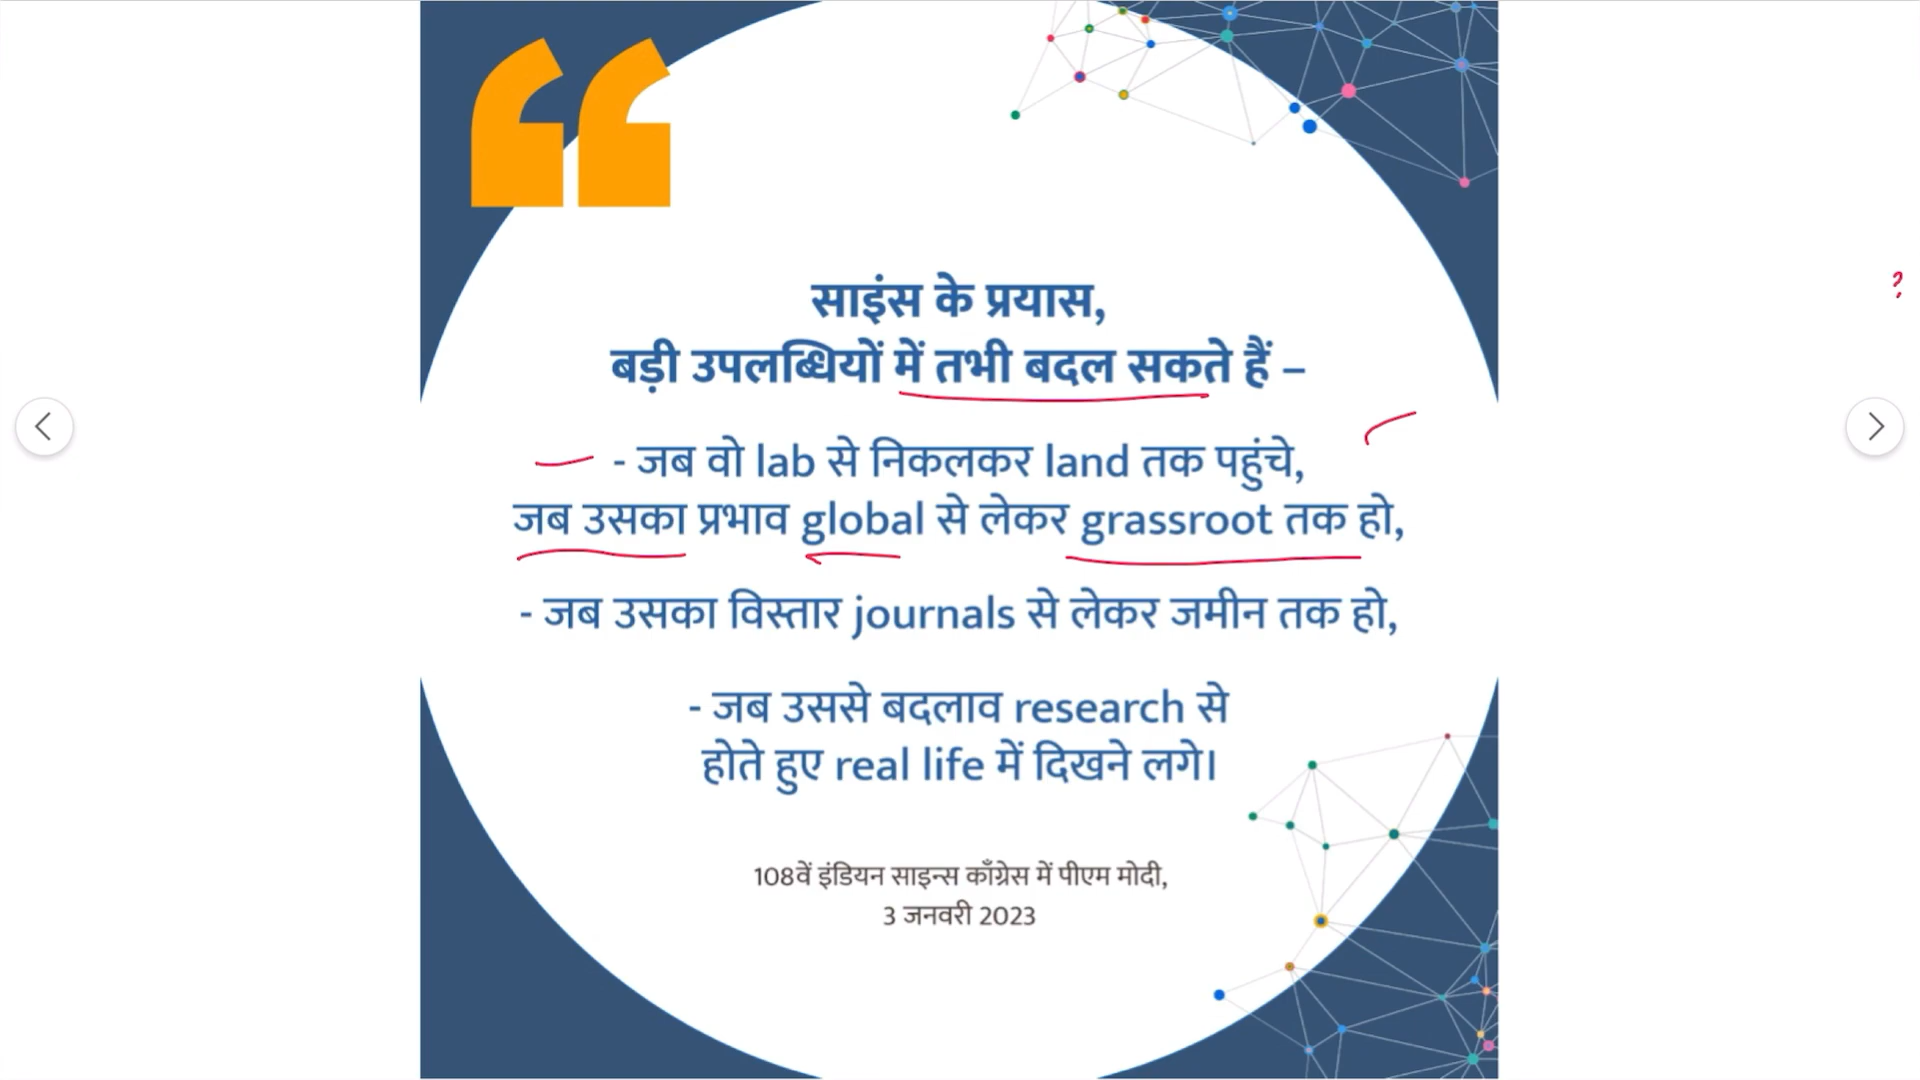 साइंस के प्रयास,
बड़ी उपलब्धियों में तभी बदल सकते हैं –
- जब वो lab से निकलकर land तक पहुंचे,
जब उसका प्रभाव global से लेकर grassroot तक हो,
- जब उसका विस्तार journals से लेकर जमीन तक हो,
- जब उससे बदलाव research से
होते हुए real life में दिखने लगे।
108वें इंडियन साइन्स काँग्रेस में पीएम मोदी,
3 जनवरी 2023
?